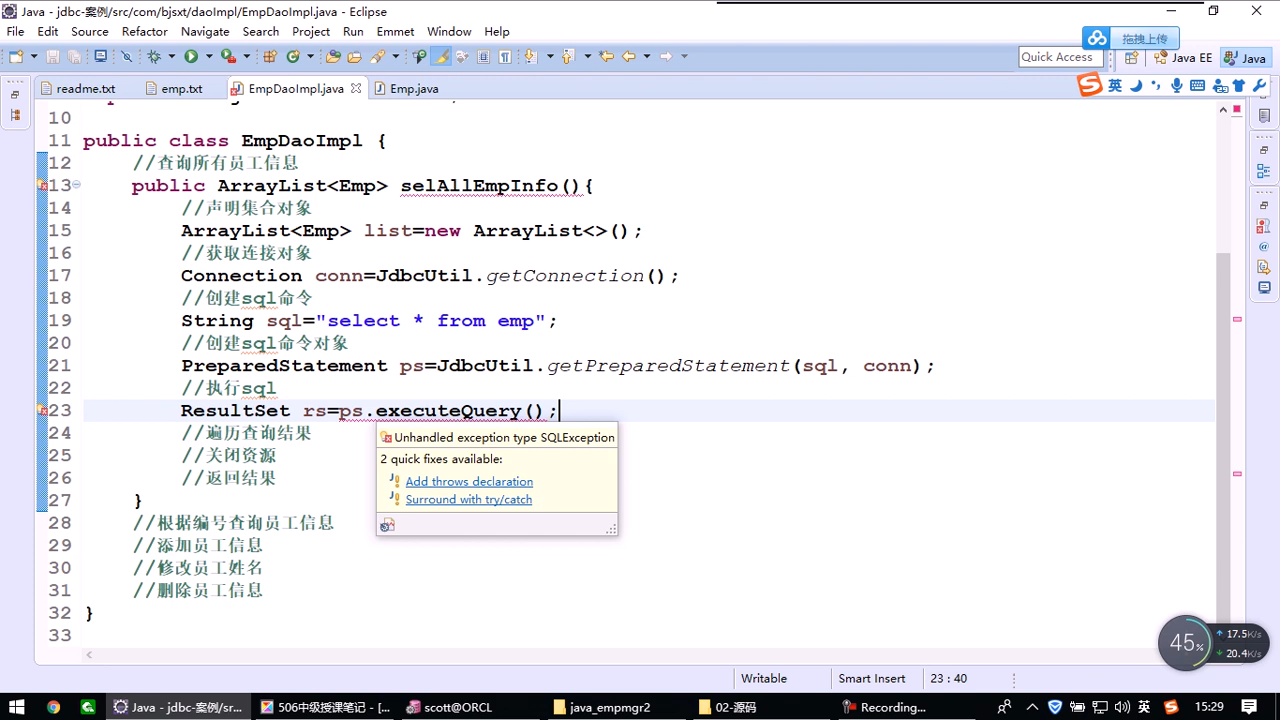 Java - jdbc-案例/src/com/bjsxt/daoImpl/EmpDaoImpl.java - Eclipse
File Edit Source Refactor Navigate Search Project Run Emmet Window Help
拖拽上传
Quick Access Java EE Java
readme.txt emp.txt EmpDaoImpl.java Emp.java
英
10
11 public class EmpDaoImpl {
12 //查询所有员工信息
13 public ArrayList<Emp> selAllEmpInfo(){
14 //声明集合对象
15 ArrayList<Emp> list=new ArrayList<>();
16 //获取连接对象
17 Connection conn=JdbcUtil.getConnection();
18 //创建sql命令
19 String sql="select * from emp";
20 //创建sql命令对象
21 PreparedStatement ps=JdbcUtil.getPreparedStatement(sql, conn);
22 //执行sql
23 ResultSet rs=ps.executeQuery();
24 //遍历查询结果
25 //关闭资源
26 //返回结果
27 }
28 //根据编号查询员工信息
29 //添加员工信息
30 //修改员工姓名
31 //删除员工信息
32 }
33
Unhandled exception type SQLException
2 quick fixes available:
Add throws declaration
Surround with try/catch
45%
17.5K/s
20.4K/s
Writable Smart Insert 23 : 40
Java - jdbc-案例/sr... 506中级授课笔记 - [... scott@ORCL java_empmgr2 02-源码 Recording... 英 15:29